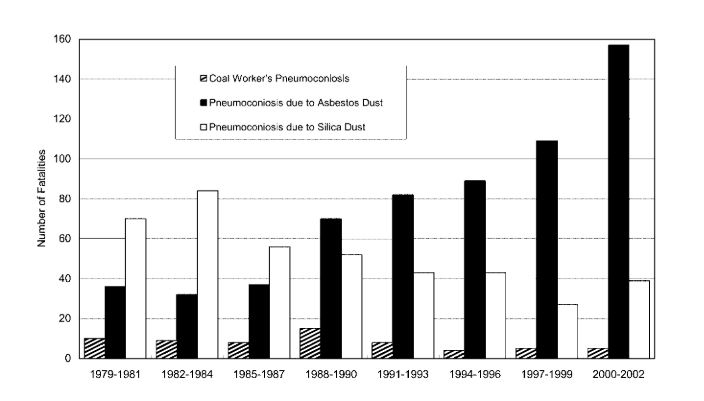 160
140
120
100
80
60
40
20
0
Number of Fatalities
Coal Worker's Pneumoconiosis
Pneumoconiosis due to Asbestos Dust
Pneumoconiosis due to Silica Dust
1979-1981 1982-1984 1985-1987 1988-1990 1991-1993 1994-1996 1997-1999 2000-2002